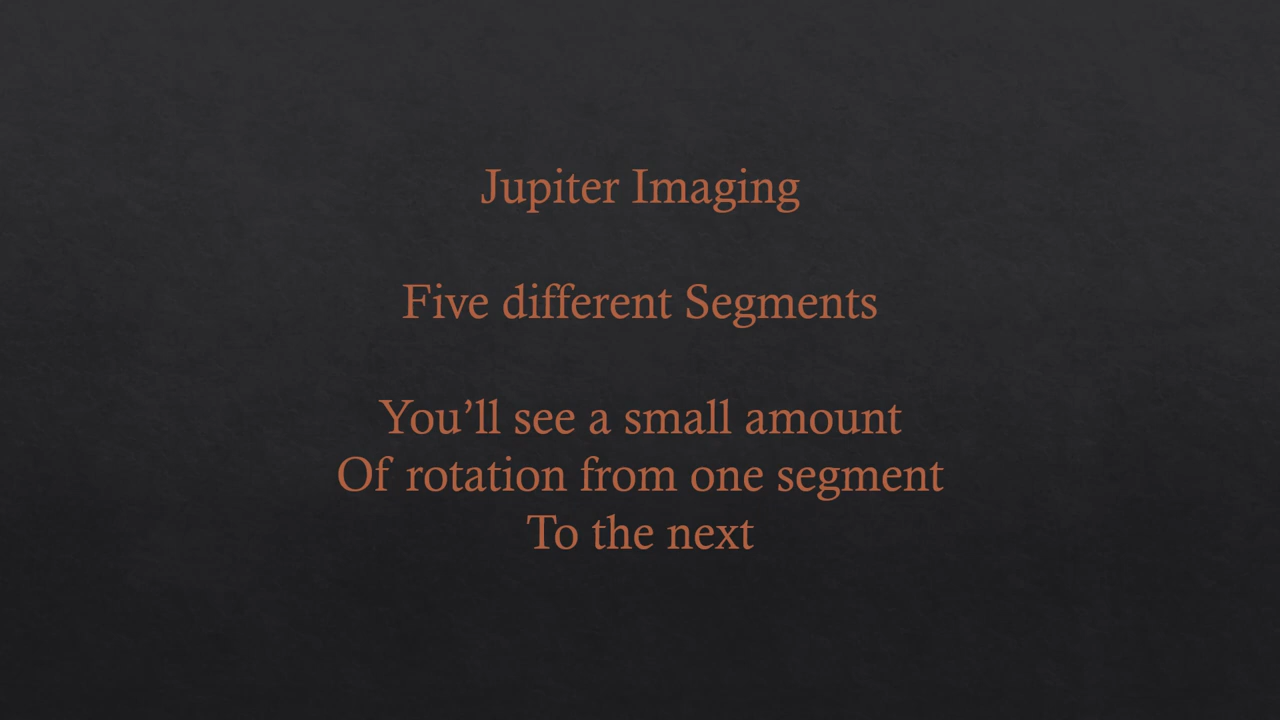 Jupiter Imaging
Five different Segments
You’ll see a small amount
Of rotation from one segment
To the next